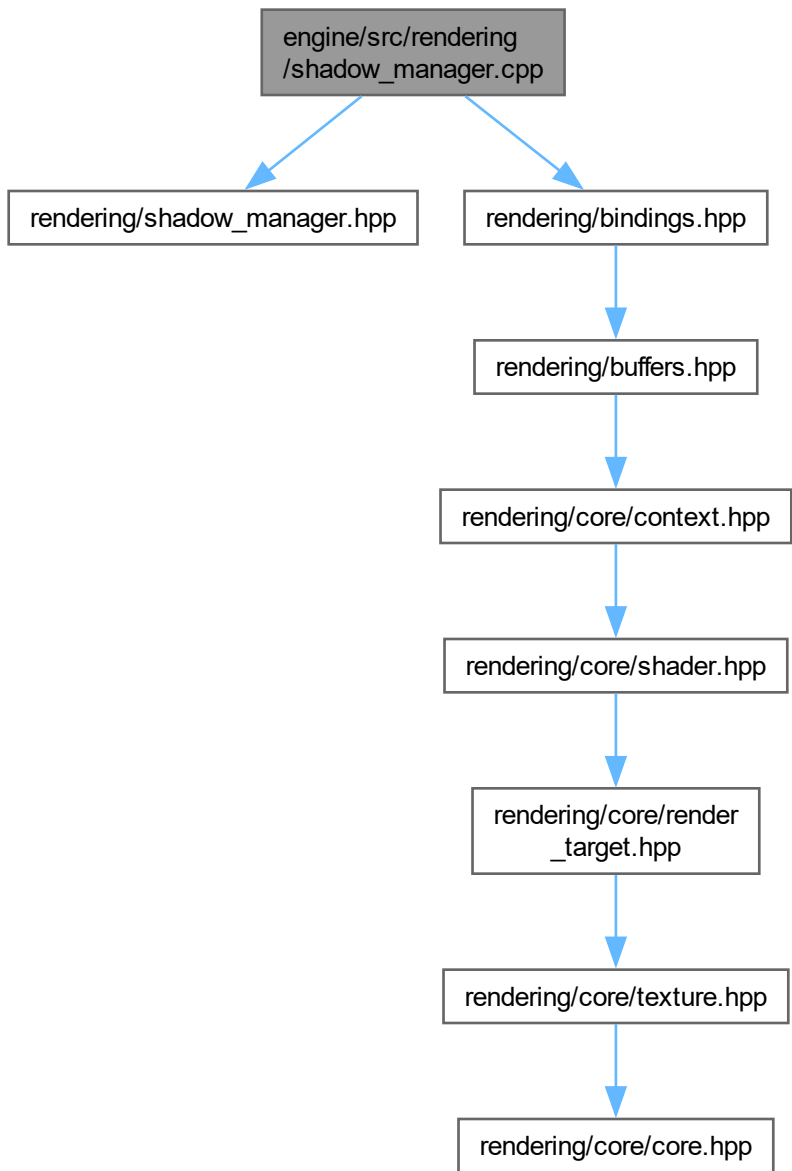 engine/src/rendering
/shadow_manager.cpp
rendering/shadow_manager.hpp
rendering/bindings.hpp
rendering/buffers.hpp
rendering/core/context.hpp
rendering/core/shader.hpp
rendering/core/render
_target.hpp
rendering/core/texture.hpp
rendering/core/core.hpp